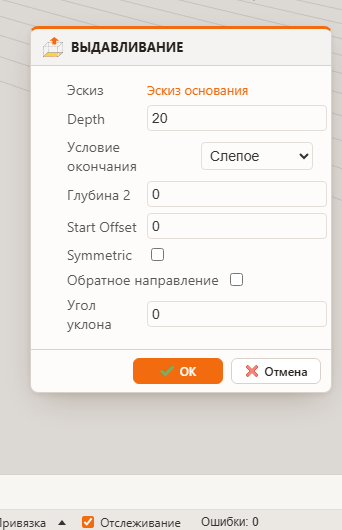 ВЫДАВЛИВАНИЕ
Эскиз Эскиз основания
Depth 20
Условие
окончания Слепое
Глубина 2 0
Start Offset 0
Symmetric
Обратное направление
Угол
уклона 0
ОК Отмена
Привязка Отслеживание Ошибки: 0